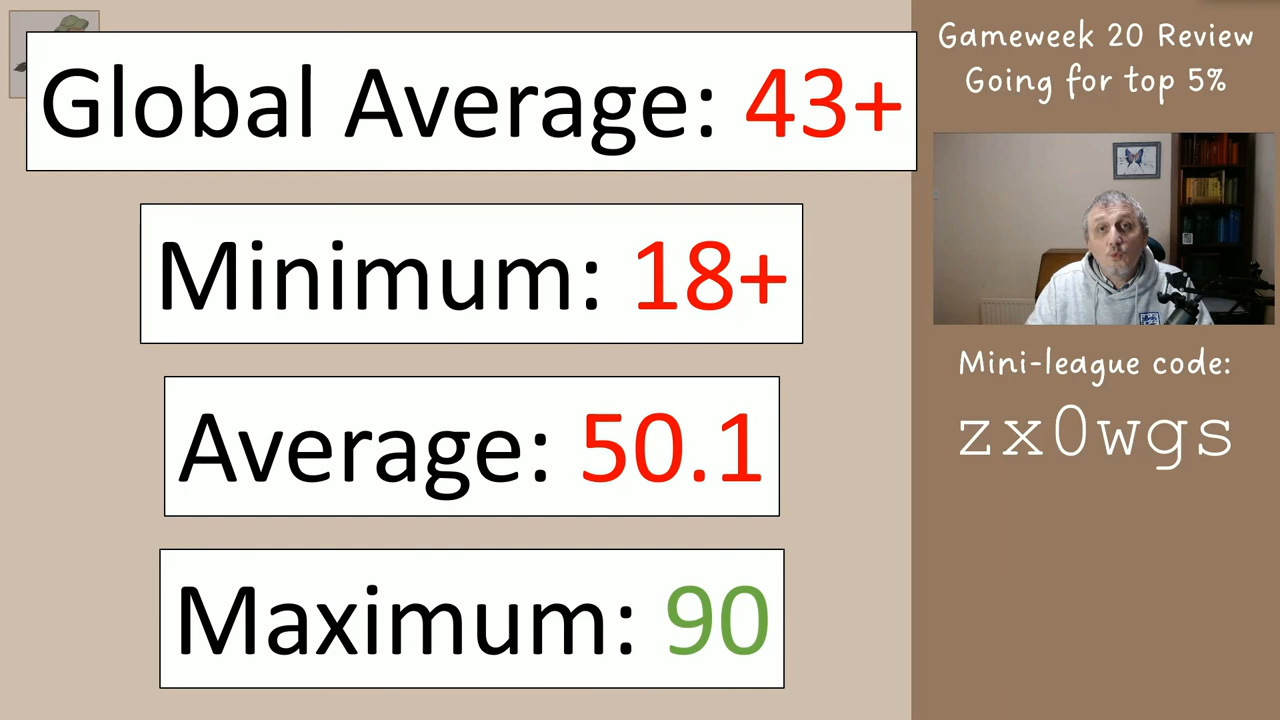 Global Average: 43+
Minimum: 18+
Average: 50.1
Maximum: 90
Gameweek 20 Review
Going for top 5%
Mini-league code:
zx0wgs